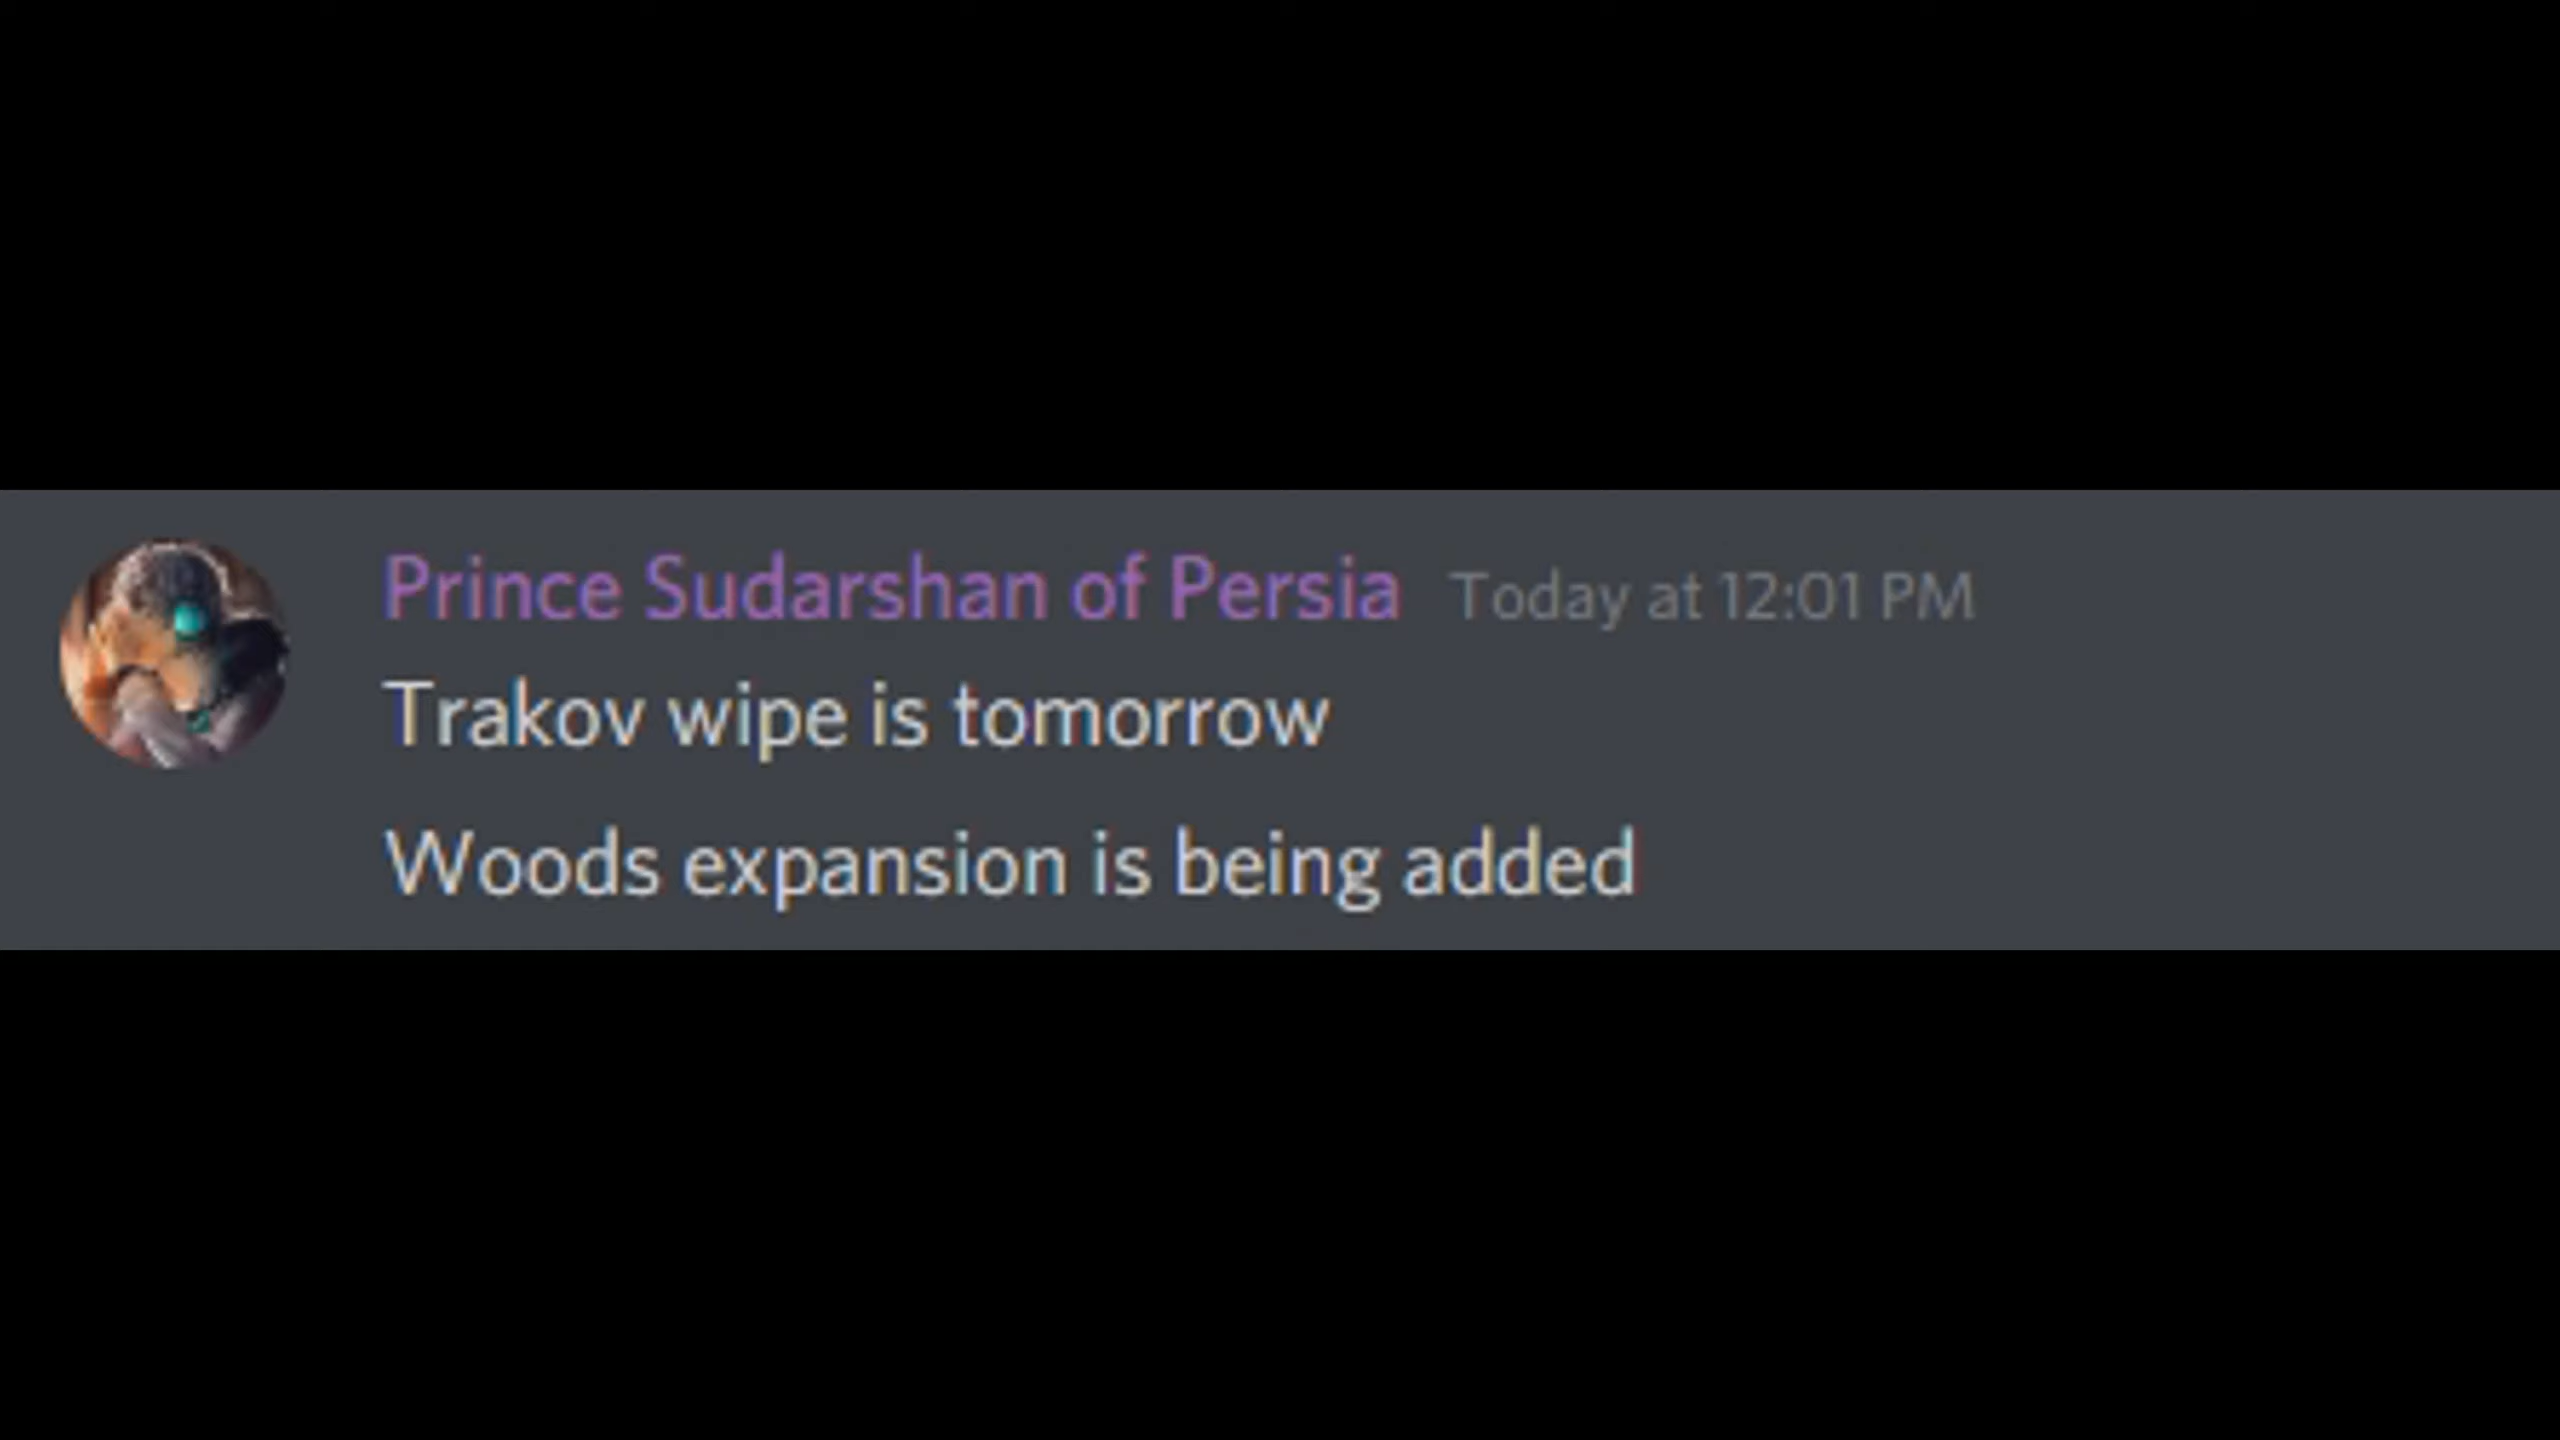 Prince Sudarshan of Persia Today at 12:01 PM
Trakov wipe is tomorrow
Woods expansion is being added